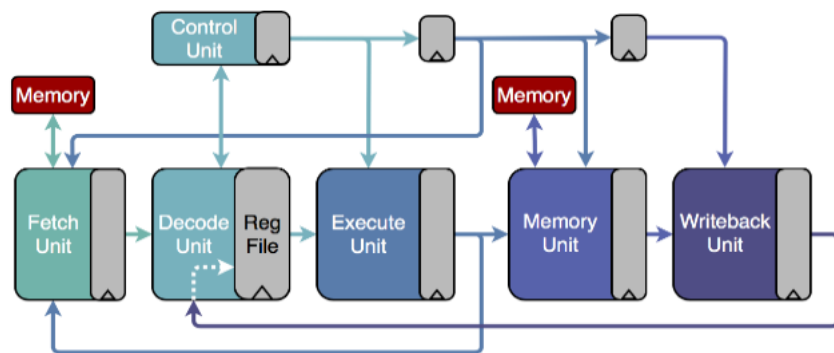 Control
Unit
Memory
Memory
Fetch
Unit
Decode
Unit
Reg
File
Execute
Unit
Memory
Unit
Writeback
Unit